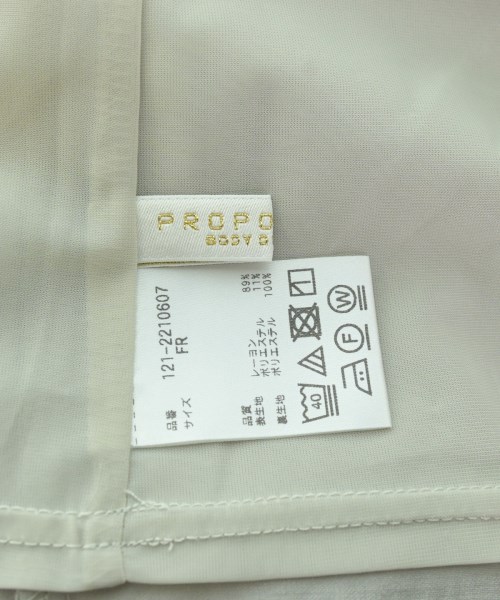 PROPO
BODY D
品番 121-2210607
サイズ FR
品質
表生地 レーヨン 89%
ポリエステル 11%
裏生地 ポリエステル 100%
40
F
W